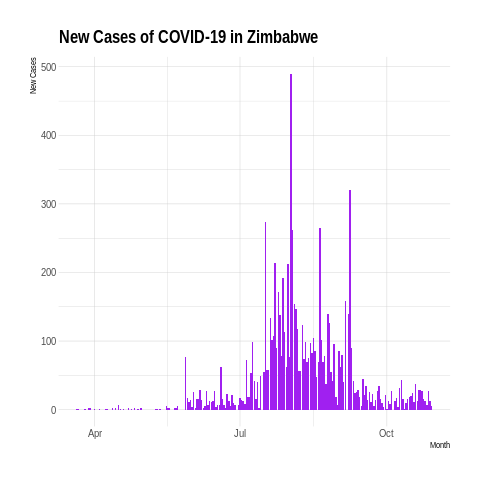 New Cases of COVID-19 in Zimbabwe
New Cases
500
400
300
200
100
0
Apr
Jul
Oct
Month